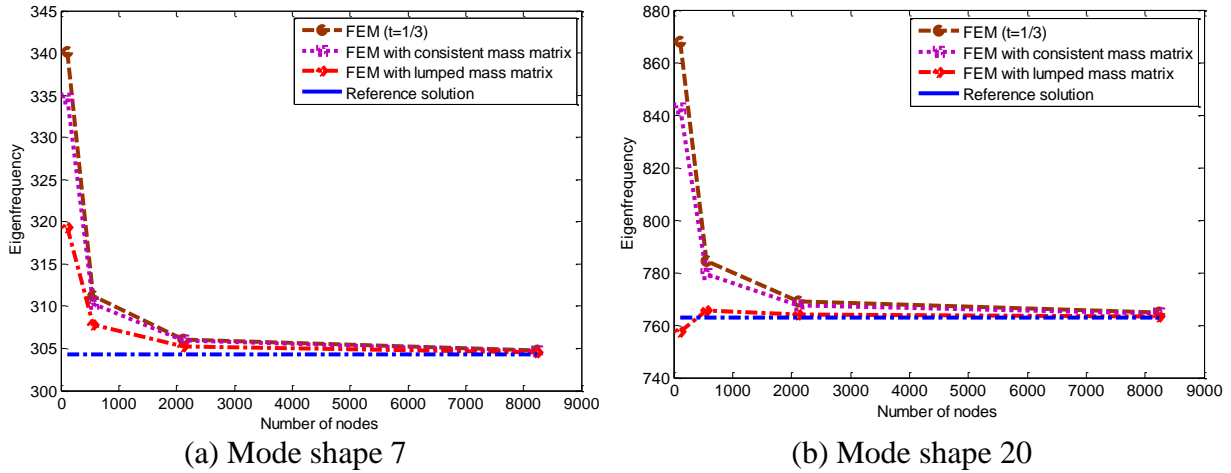 345
340
335
330
325
320
315
310
305
300
Eigenfrequency
0 1000 2000 3000 4000 5000 6000 7000 8000 9000
Number of nodes
FEM (t=1/3)
FEM with consistent mass matrix
FEM with lumped mass matrix
Reference solution
(a) Mode shape 7
880
860
840
820
800
780
760
740
Eigenfrequency
0 1000 2000 3000 4000 5000 6000 7000 8000 9000
Number of nodes
FEM (t=1/3)
FEM with consistent mass matrix
FEM with lumped mass matrix
Reference solution
(b) Mode shape 20